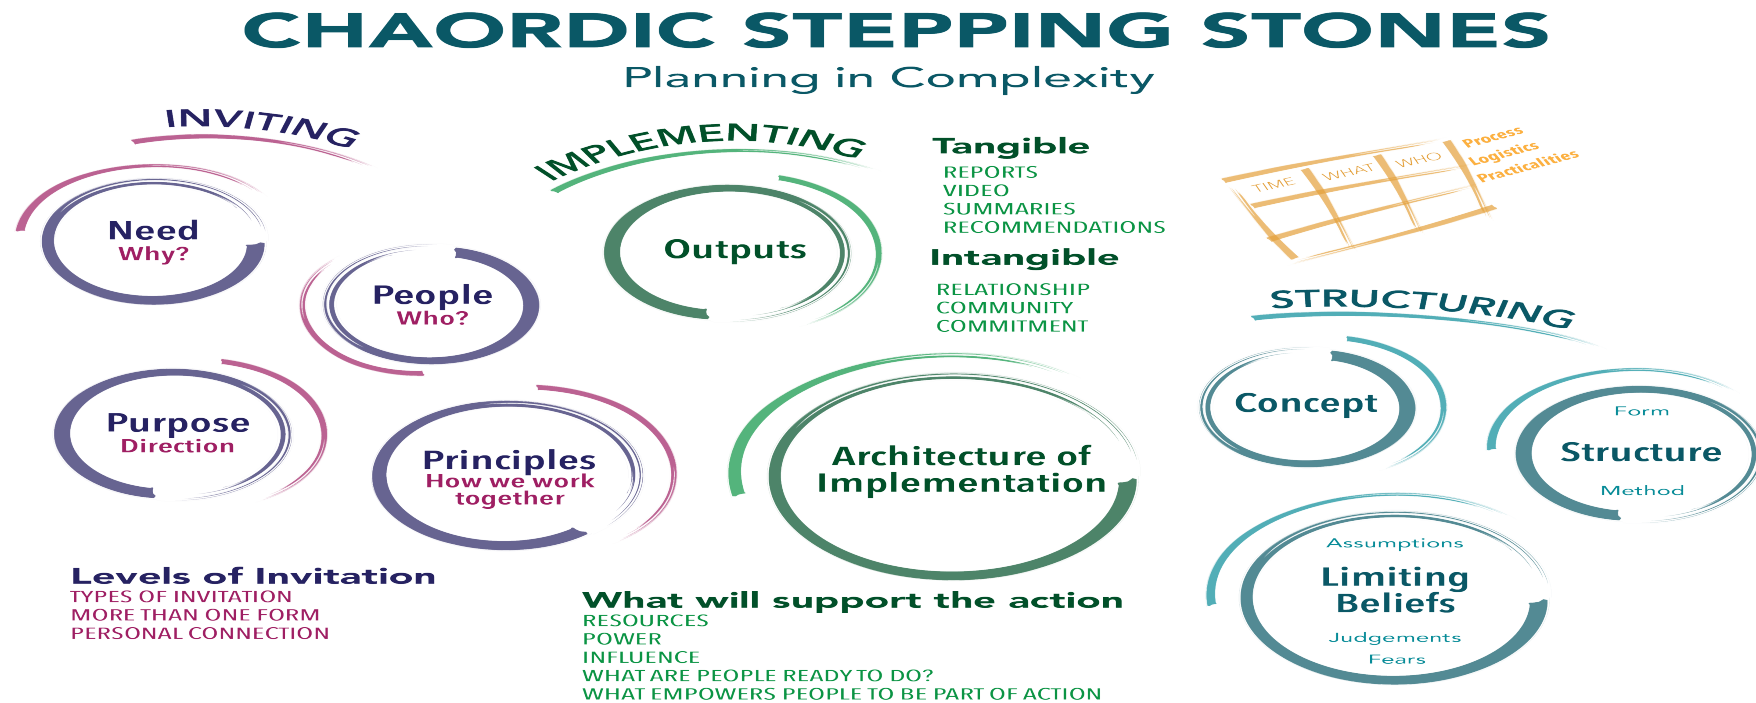 CHAORDIC STEPPING STONES
Planning in Complexity
INVITING
Need
Why?
People
Who?
Purpose
Direction
Principles
How we work
together
Levels of Invitation
TYPES OF INVITATION
MORE THAN ONE FORM
PERSONAL CONNECTION
IMPLEMENTING
Outputs
Tangible
REPORTS
VIDEO
SUMMARIES
RECOMMENDATIONS
Intangible
RELATIONSHIP
COMMUNITY
COMMITMENT
Architecture of
Implementation
What will support the action
RESOURCES
POWER
INFLUENCE
WHAT ARE PEOPLE READY TO DO?
WHAT EMPOWERS PEOPLE TO BE PART OF ACTION
TIME WHAT WHO
Process
Logistics
Practicalities
STRUCTURING
Concept
Form
Structure
Method
Assumptions
Limiting
Beliefs
Judgements
Fears